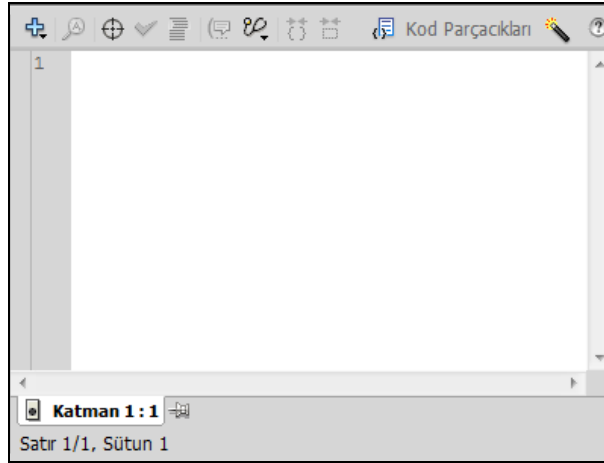 Kod Parçacıkları
1
Katman 1 : 1
Satır 1/1, Sütun 1